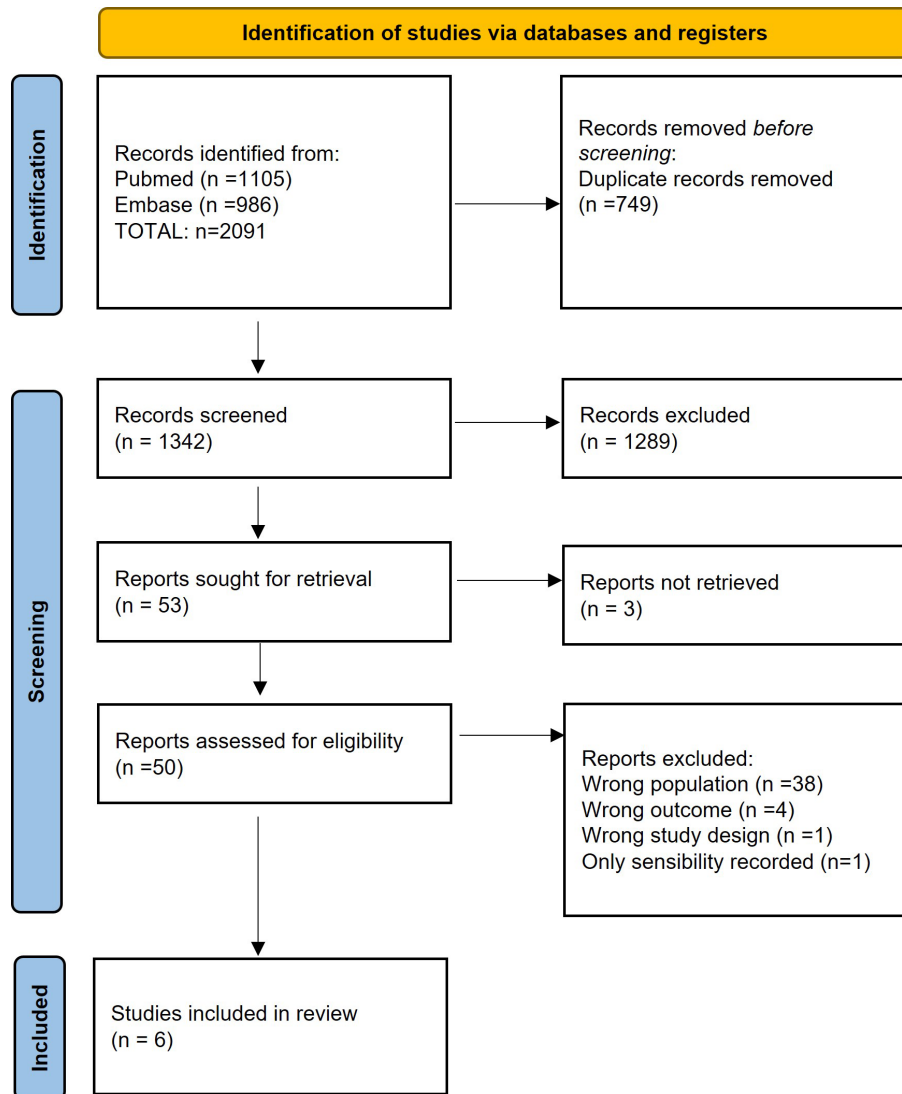 Identification of studies via databases and registers
Identification
Records identified from:
Pubmed (n =1105)
Embase (n =986)
TOTAL: n=2091
Records removed before
screening:
Duplicate records removed
(n =749)
Screening
Records screened
(n = 1342)
Records excluded
(n = 1289)
Reports sought for retrieval
(n = 53)
Reports not retrieved
(n = 3)
Reports assessed for eligibility
(n =50)
Reports excluded:
Wrong population (n =38)
Wrong outcome (n =4)
Wrong study design (n =1)
Only sensibility recorded (n=1)
Included
Studies included in review
(n = 6)